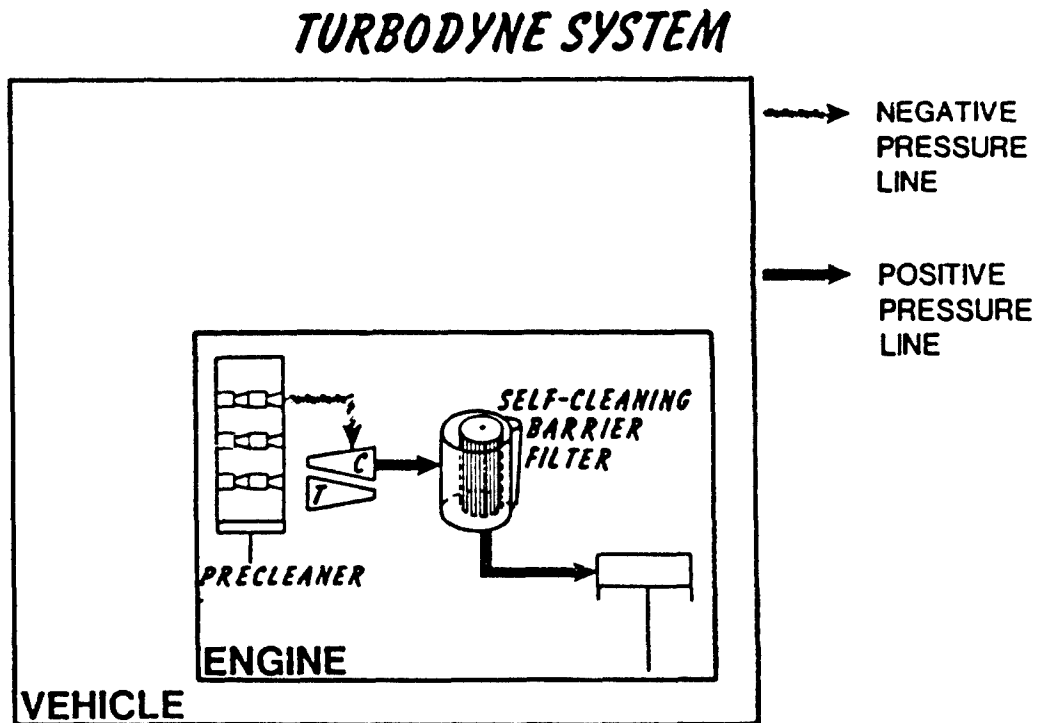 TURBODYNE SYSTEM
NEGATIVE
PRESSURE
LINE
POSITIVE
PRESSURE
LINE
SELF-CLEANING
BARRIER
FILTER
C
T
PRECLEANER
ENGINE
VEHICLE